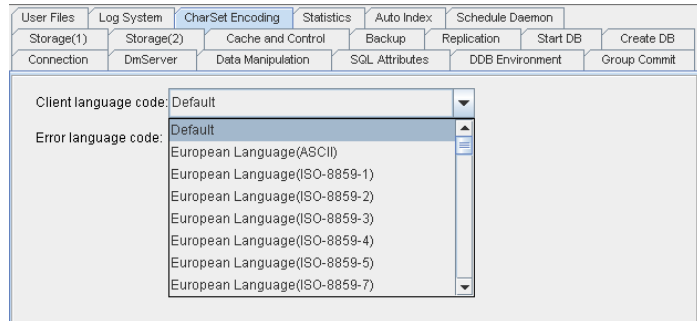 User Files Log System CharSet Encoding Statistics Auto Index Schedule Daemon
Storage(1) Storage(2) Cache and Control Backup Replication Start DB Create DB
Connection DmServer Data Manipulation SQL Attributes DDB Environment Group Commit
Client language code: Default
Error language code:
Default
European Language(ASCII)
European Language(ISO-8859-1)
European Language(ISO-8859-2)
European Language(ISO-8859-3)
European Language(ISO-8859-4)
European Language(ISO-8859-5)
European Language(ISO-8859-7)